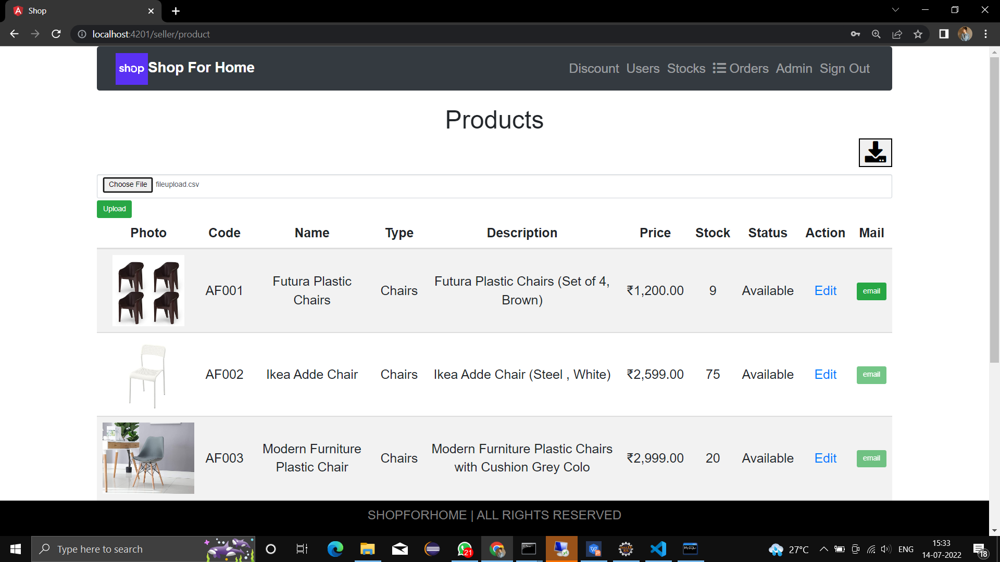 Shop
localhost:4201/seller/product
shop Shop For Home
Discount Users Stocks Orders Admin Sign Out
Products
Choose File fileupload.csv
Upload
Photo Code Name Type Description Price Stock Status Action Mail
Futura Plastic Futura Plastic Chairs (Set of 4,
AF001 Chairs ₹1,200.00 9 Available Edit email
Chairs Brown)
AF002 Ikea Adde Chair Chairs Ikea Adde Chair (Steel , White) ₹2,599.00 75 Available Edit email
Modern Furniture Modern Furniture Plastic Chairs
AF003 Chairs ₹2,999.00 20 Available Edit email
Plastic Chair with Cushion Grey Colo
SHOPFORHOME | ALL RIGHTS RESERVED
Type here to search
21
27°C
ENG
15:33
14-07-2022
18